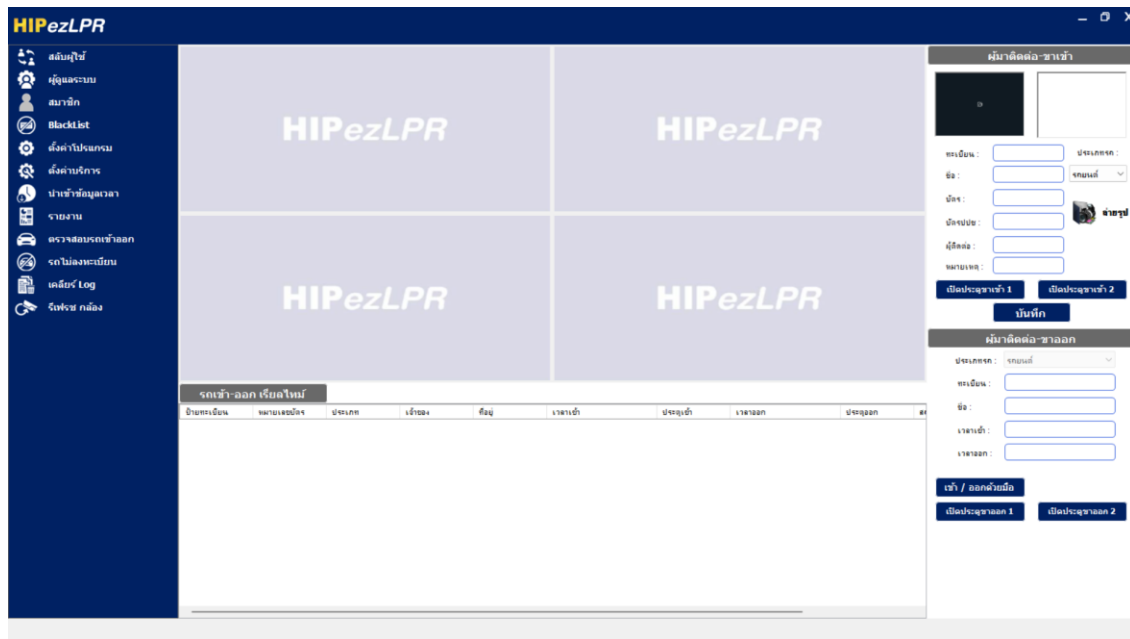 HIPezLPR
สลับผู้ใช้
ผู้ดูแลระบบ
สมาชิก
BlackList
ตั้งค่าโปรแกรม
ตั้งค่าบริการ
นำเข้าข้อมูลเวลา
รายงาน
ตรวจสอบรถเข้าออก
รถไม่ลงทะเบียน
เคลียร์ Log
รีเฟรช กล้อง
HIPezLPR
HIPezLPR
HIPezLPR
HIPezLPR
รถเข้า-ออก เรียลไทม์
ป้ายทะเบียน หมายเลขบัตร ประเภท เจ้าของ ที่อยู่ เวลาเข้า ประตูเข้า เวลาออก ประตูออก
ผู้มาติดต่อ-ขาเข้า
ทะเบียน : ประเภทรถ :
ชื่อ : รถยนต์
บัตร :
ถ่ายรูป
บัตรปปช :
ผู้ติดต่อ :
หมายเหตุ :
เปิดประตูขาเข้า 1 เปิดประตูขาเข้า 2
บันทึก
ผู้มาติดต่อ-ขาออก
ประเภทรถ : รถยนต์
ทะเบียน :
ชื่อ :
เวลาเข้า :
เวลาออก :
เข้า / ออกด้วยมือ
เปิดประตูขาออก 1 เปิดประตูขาออก 2